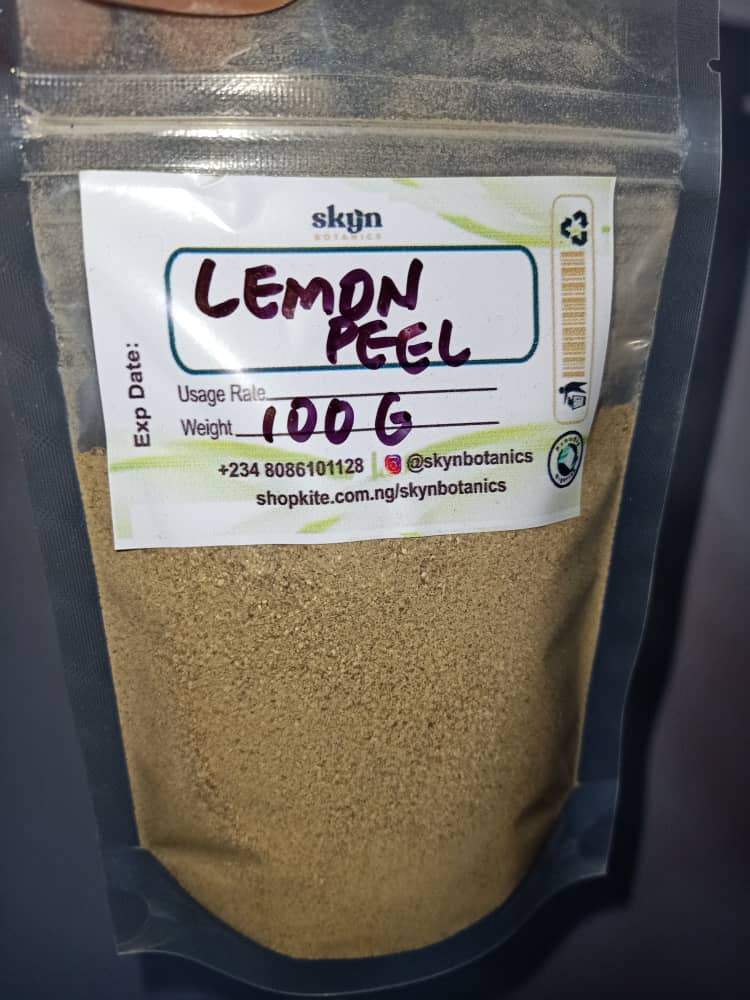 skyn
BOTANICS
LEMON
PEEL
Exp Date:
Usage Rate
Weight 100 G
+234 8086101128 | @skynbotanics
shopkite.com.ng/skynbotanics